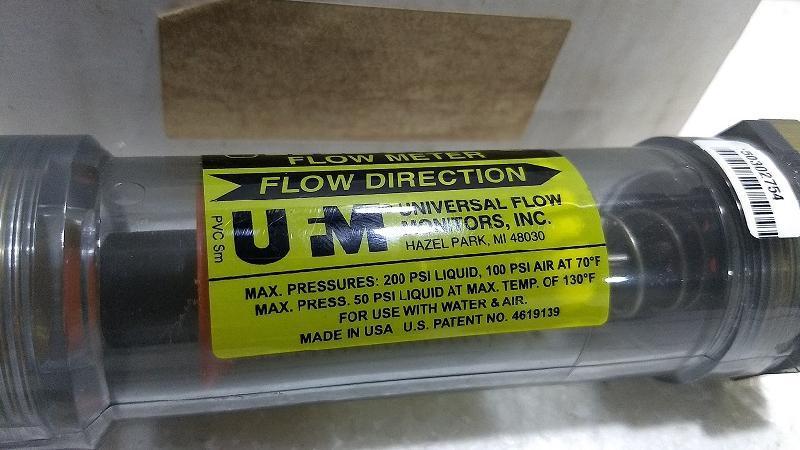 FLOW METER
FLOW DIRECTION
PVC Sm
UFM
UNIVERSAL FLOW
MONITORS, INC.
HAZEL PARK, MI 48030
MAX. PRESSURES: 200 PSI LIQUID, 100 PSI AIR AT 70°F
MAX. PRESS. 50 PSI LIQUID AT MAX. TEMP. OF 130°F
FOR USE WITH WATER & AIR.
MADE IN USA U.S. PATENT NO. 4619139
50302754